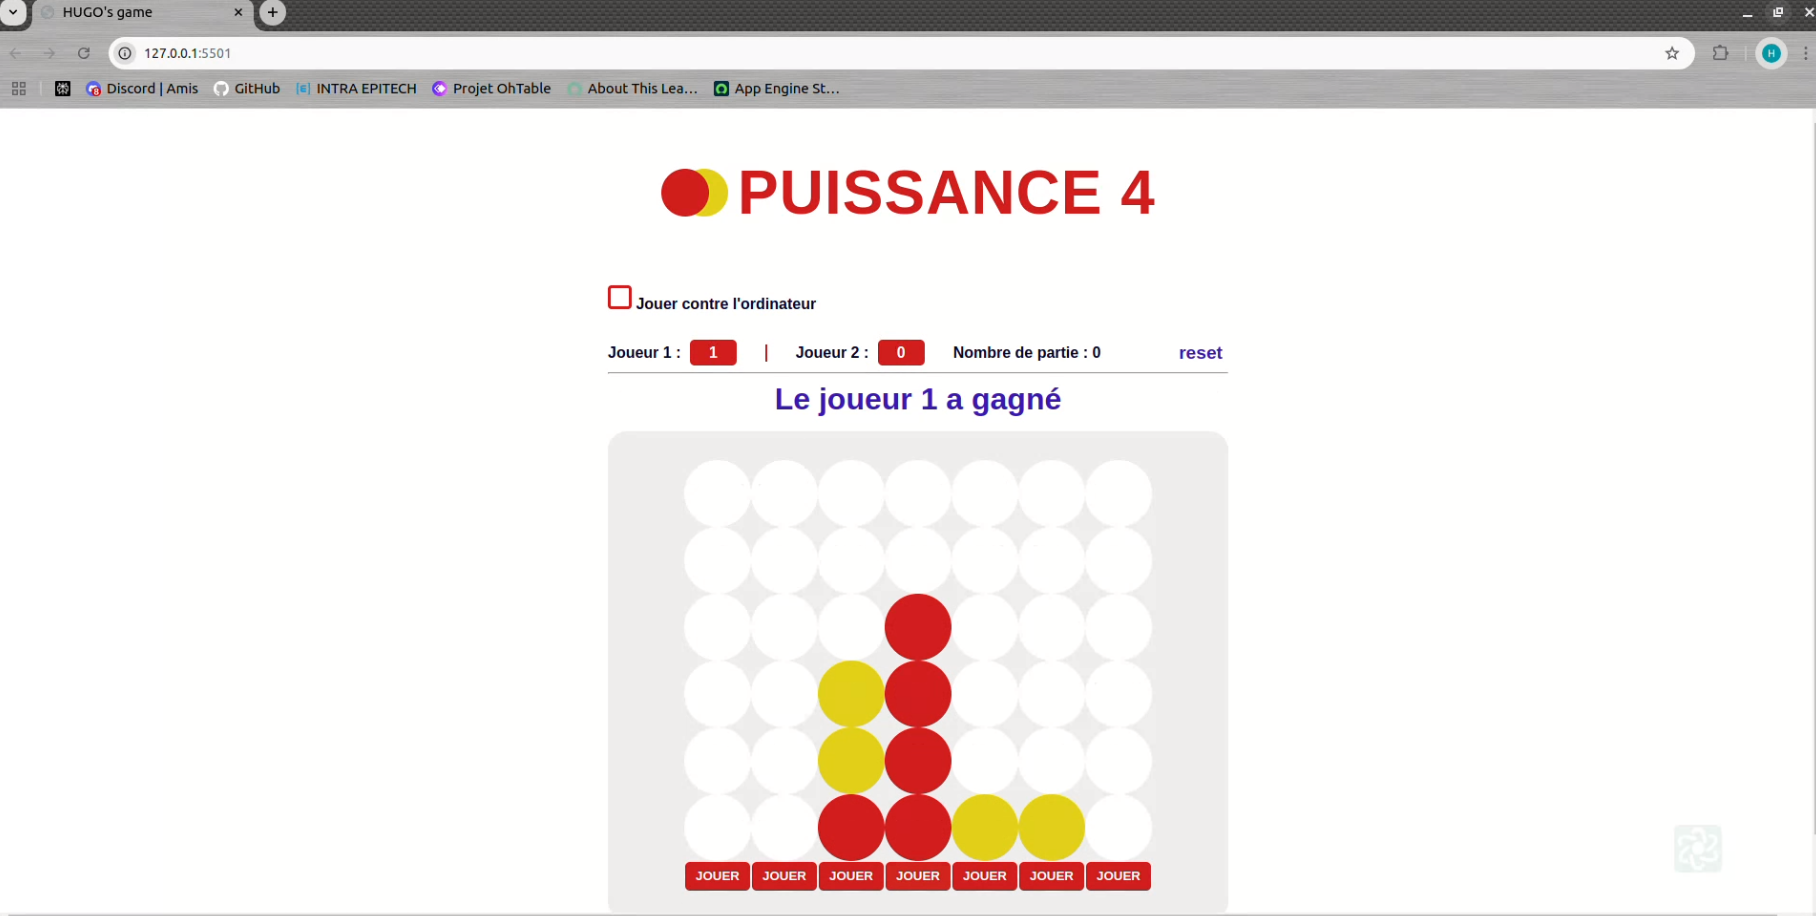 HUGO's game
127.0.0.1:5501
Discord | Amis GitHub INTRA EPITECH Projet OhTable About This Lea... App Engine St...
H
PUISSANCE 4
Jouer contre l'ordinateur
Joueur 1 : 1 | Joueur 2 : 0 Nombre de partie : 0 reset
Le joueur 1 a gagné
JOUER JOUER JOUER JOUER JOUER JOUER JOUER